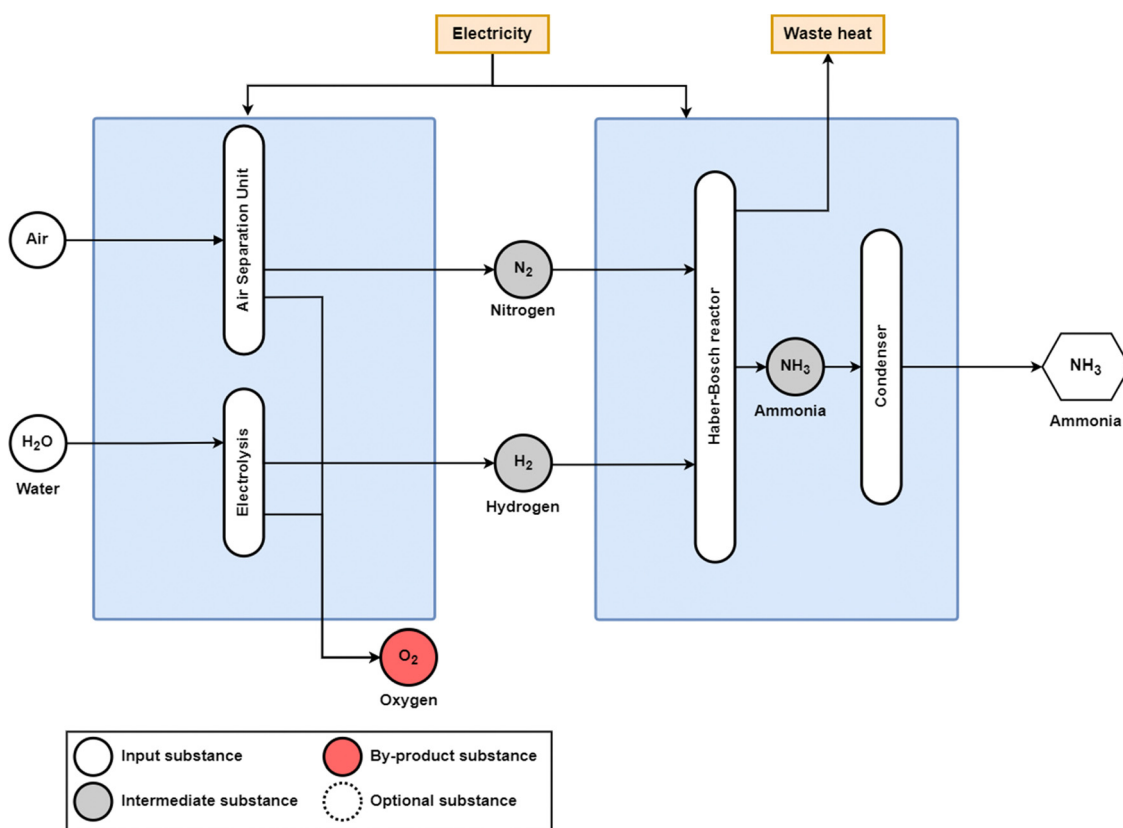 Electricity
Waste heat
Air Separation Unit
Air
N2
Nitrogen
Haber-Bosch reactor
Condenser
NH3
Ammonia
NH3
Ammonia
H2O
Water
Electrolysis
H2
Hydrogen
O2
Oxygen
Input substance
By-product substance
Intermediate substance
Optional substance